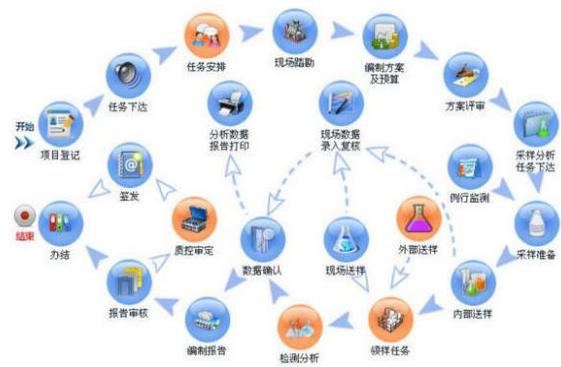 任务安排
现场踏勘
编制方案
及预算
任务下达
方案评审
开始
项目登记
分析数据
报告打印
现场数据
录入复核
采样分析
任务下达
签发
例行监测
结束
办结
质控审定
数据确认
现场送样
外部送样
采样准备
报告审核
内部送样
编制报告
检测分析
领样任务